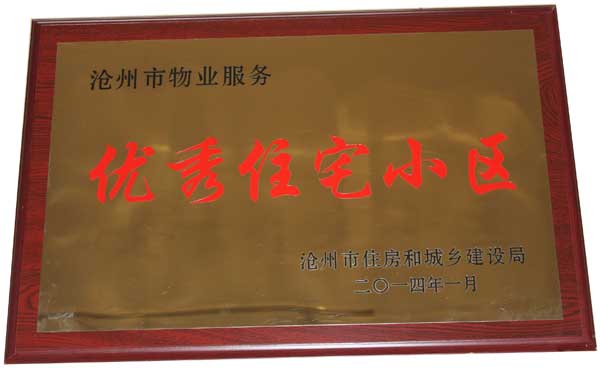 沧州市物业服务
优秀住宅小区
沧州市住房和城乡建设局
二〇一四年一月